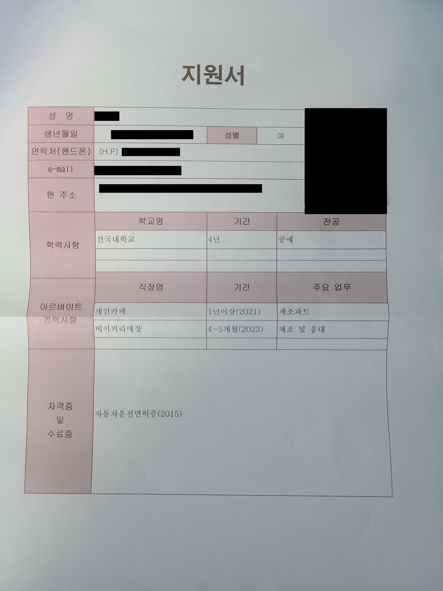 지원서
성 명
생년월일 성별 여
연락처(핸드폰) (H.P)
e-mail
현 주소
학력사항 학교명 기간 전공
건국대학교 4년 공예
아르바이트 경력사항 직장명 기간 주요 업무
개인카페 1년이상(2021) 제조파트
베이커리매장 4-5개월(2023) 제조 및 응대
자격증
및
수료증
자동차운전면허증(2015)